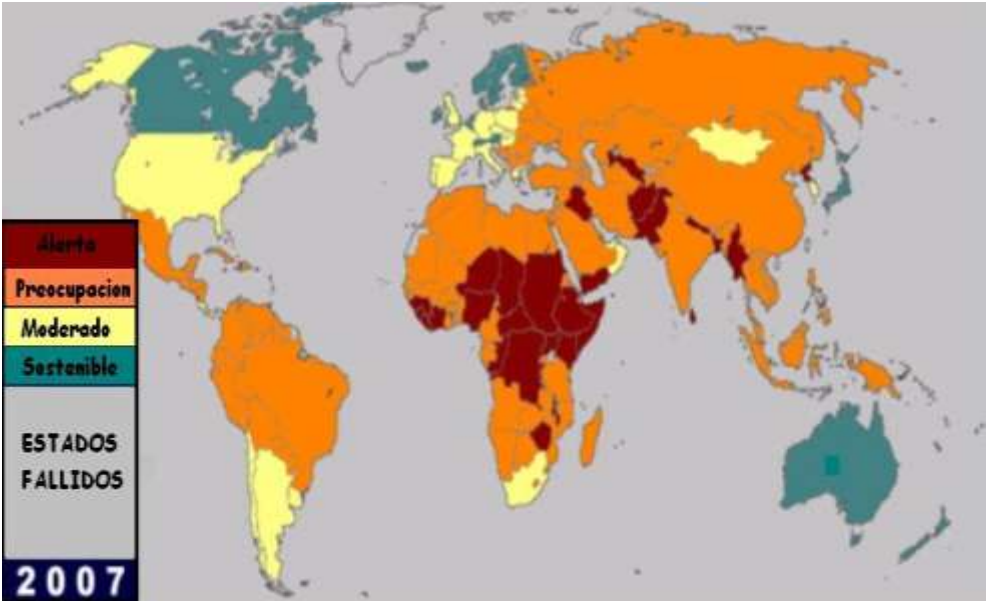 Alerta
Preocupacion
Moderado
Sostenible
ESTADOS
FALLIDOS
2007